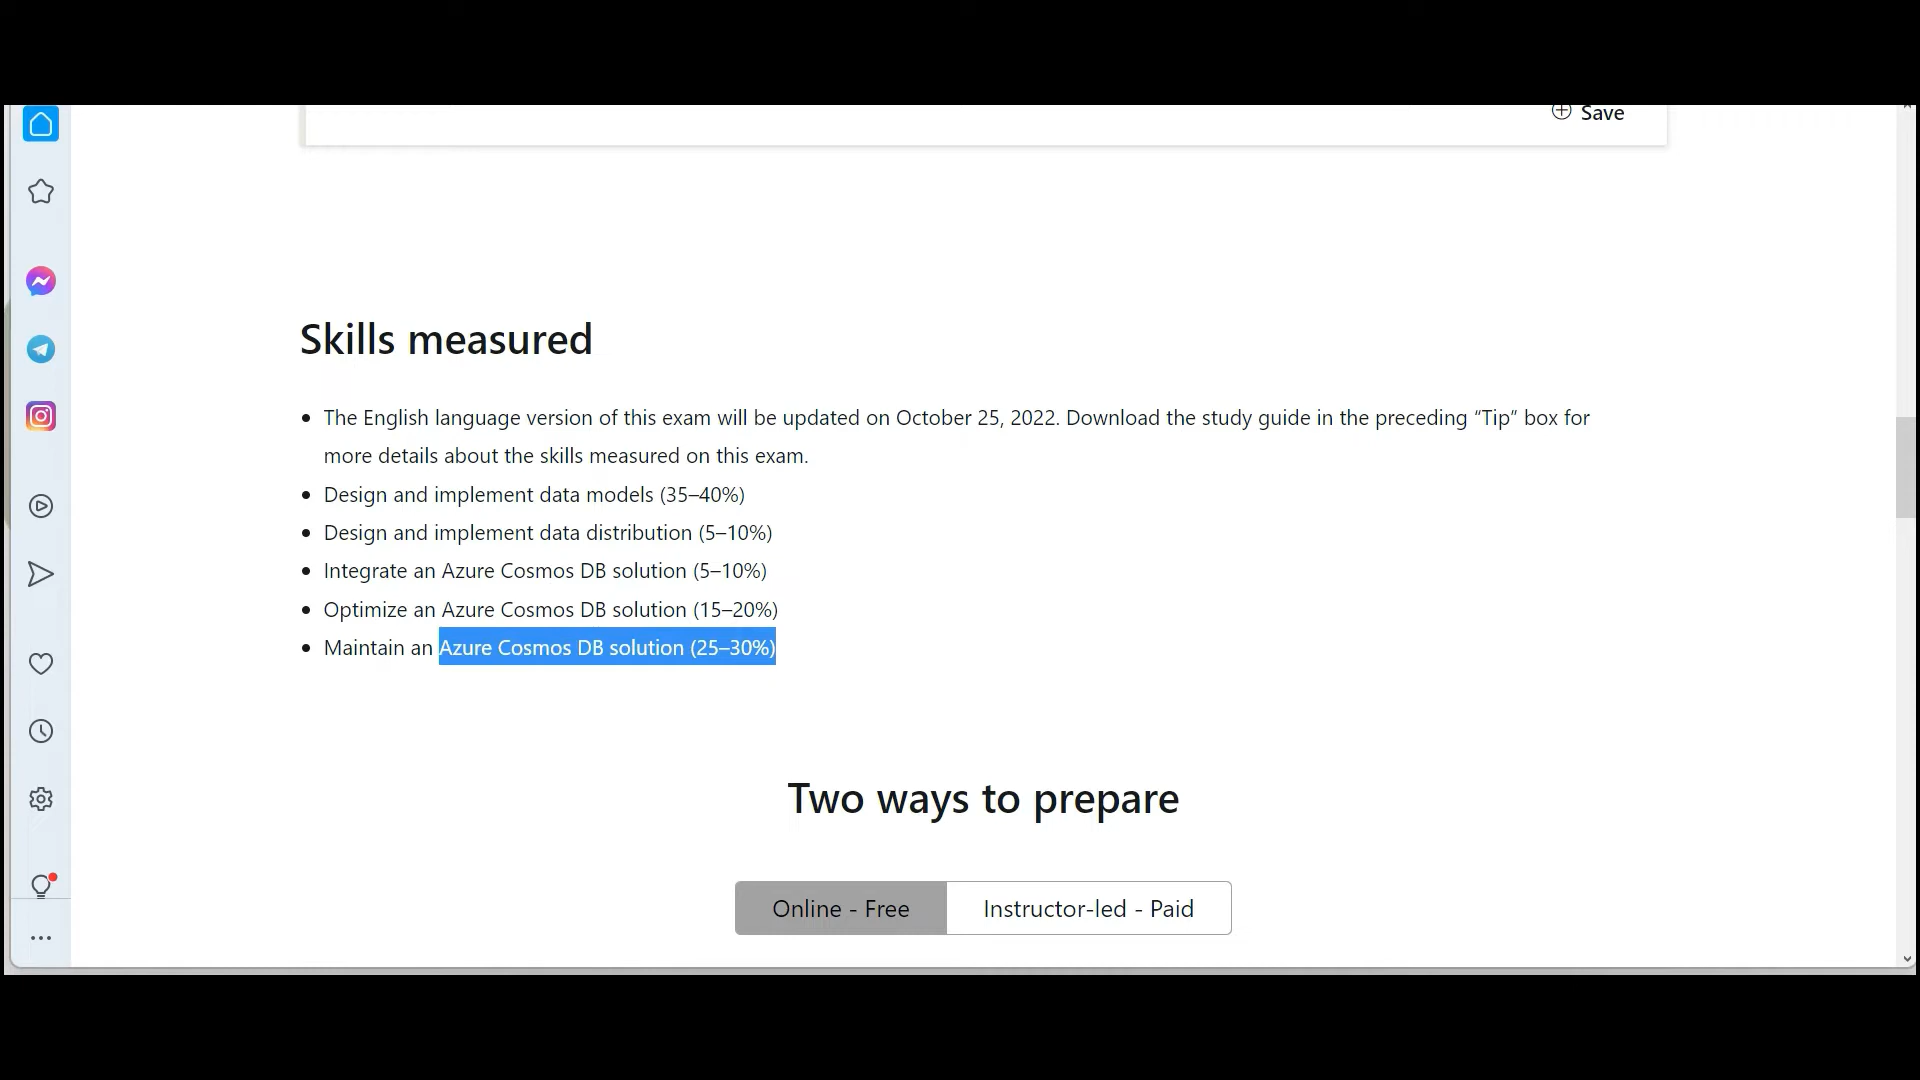 Save
Skills measured
• The English language version of this exam will be updated on October 25, 2022. Download the study guide in the preceding “Tip” box for
more details about the skills measured on this exam.
• Design and implement data models (35–40%)
• Design and implement data distribution (5–10%)
• Integrate an Azure Cosmos DB solution (5–10%)
• Optimize an Azure Cosmos DB solution (15–20%)
• Maintain an Azure Cosmos DB solution (25–30%)
Two ways to prepare
Online - Free
Instructor-led - Paid